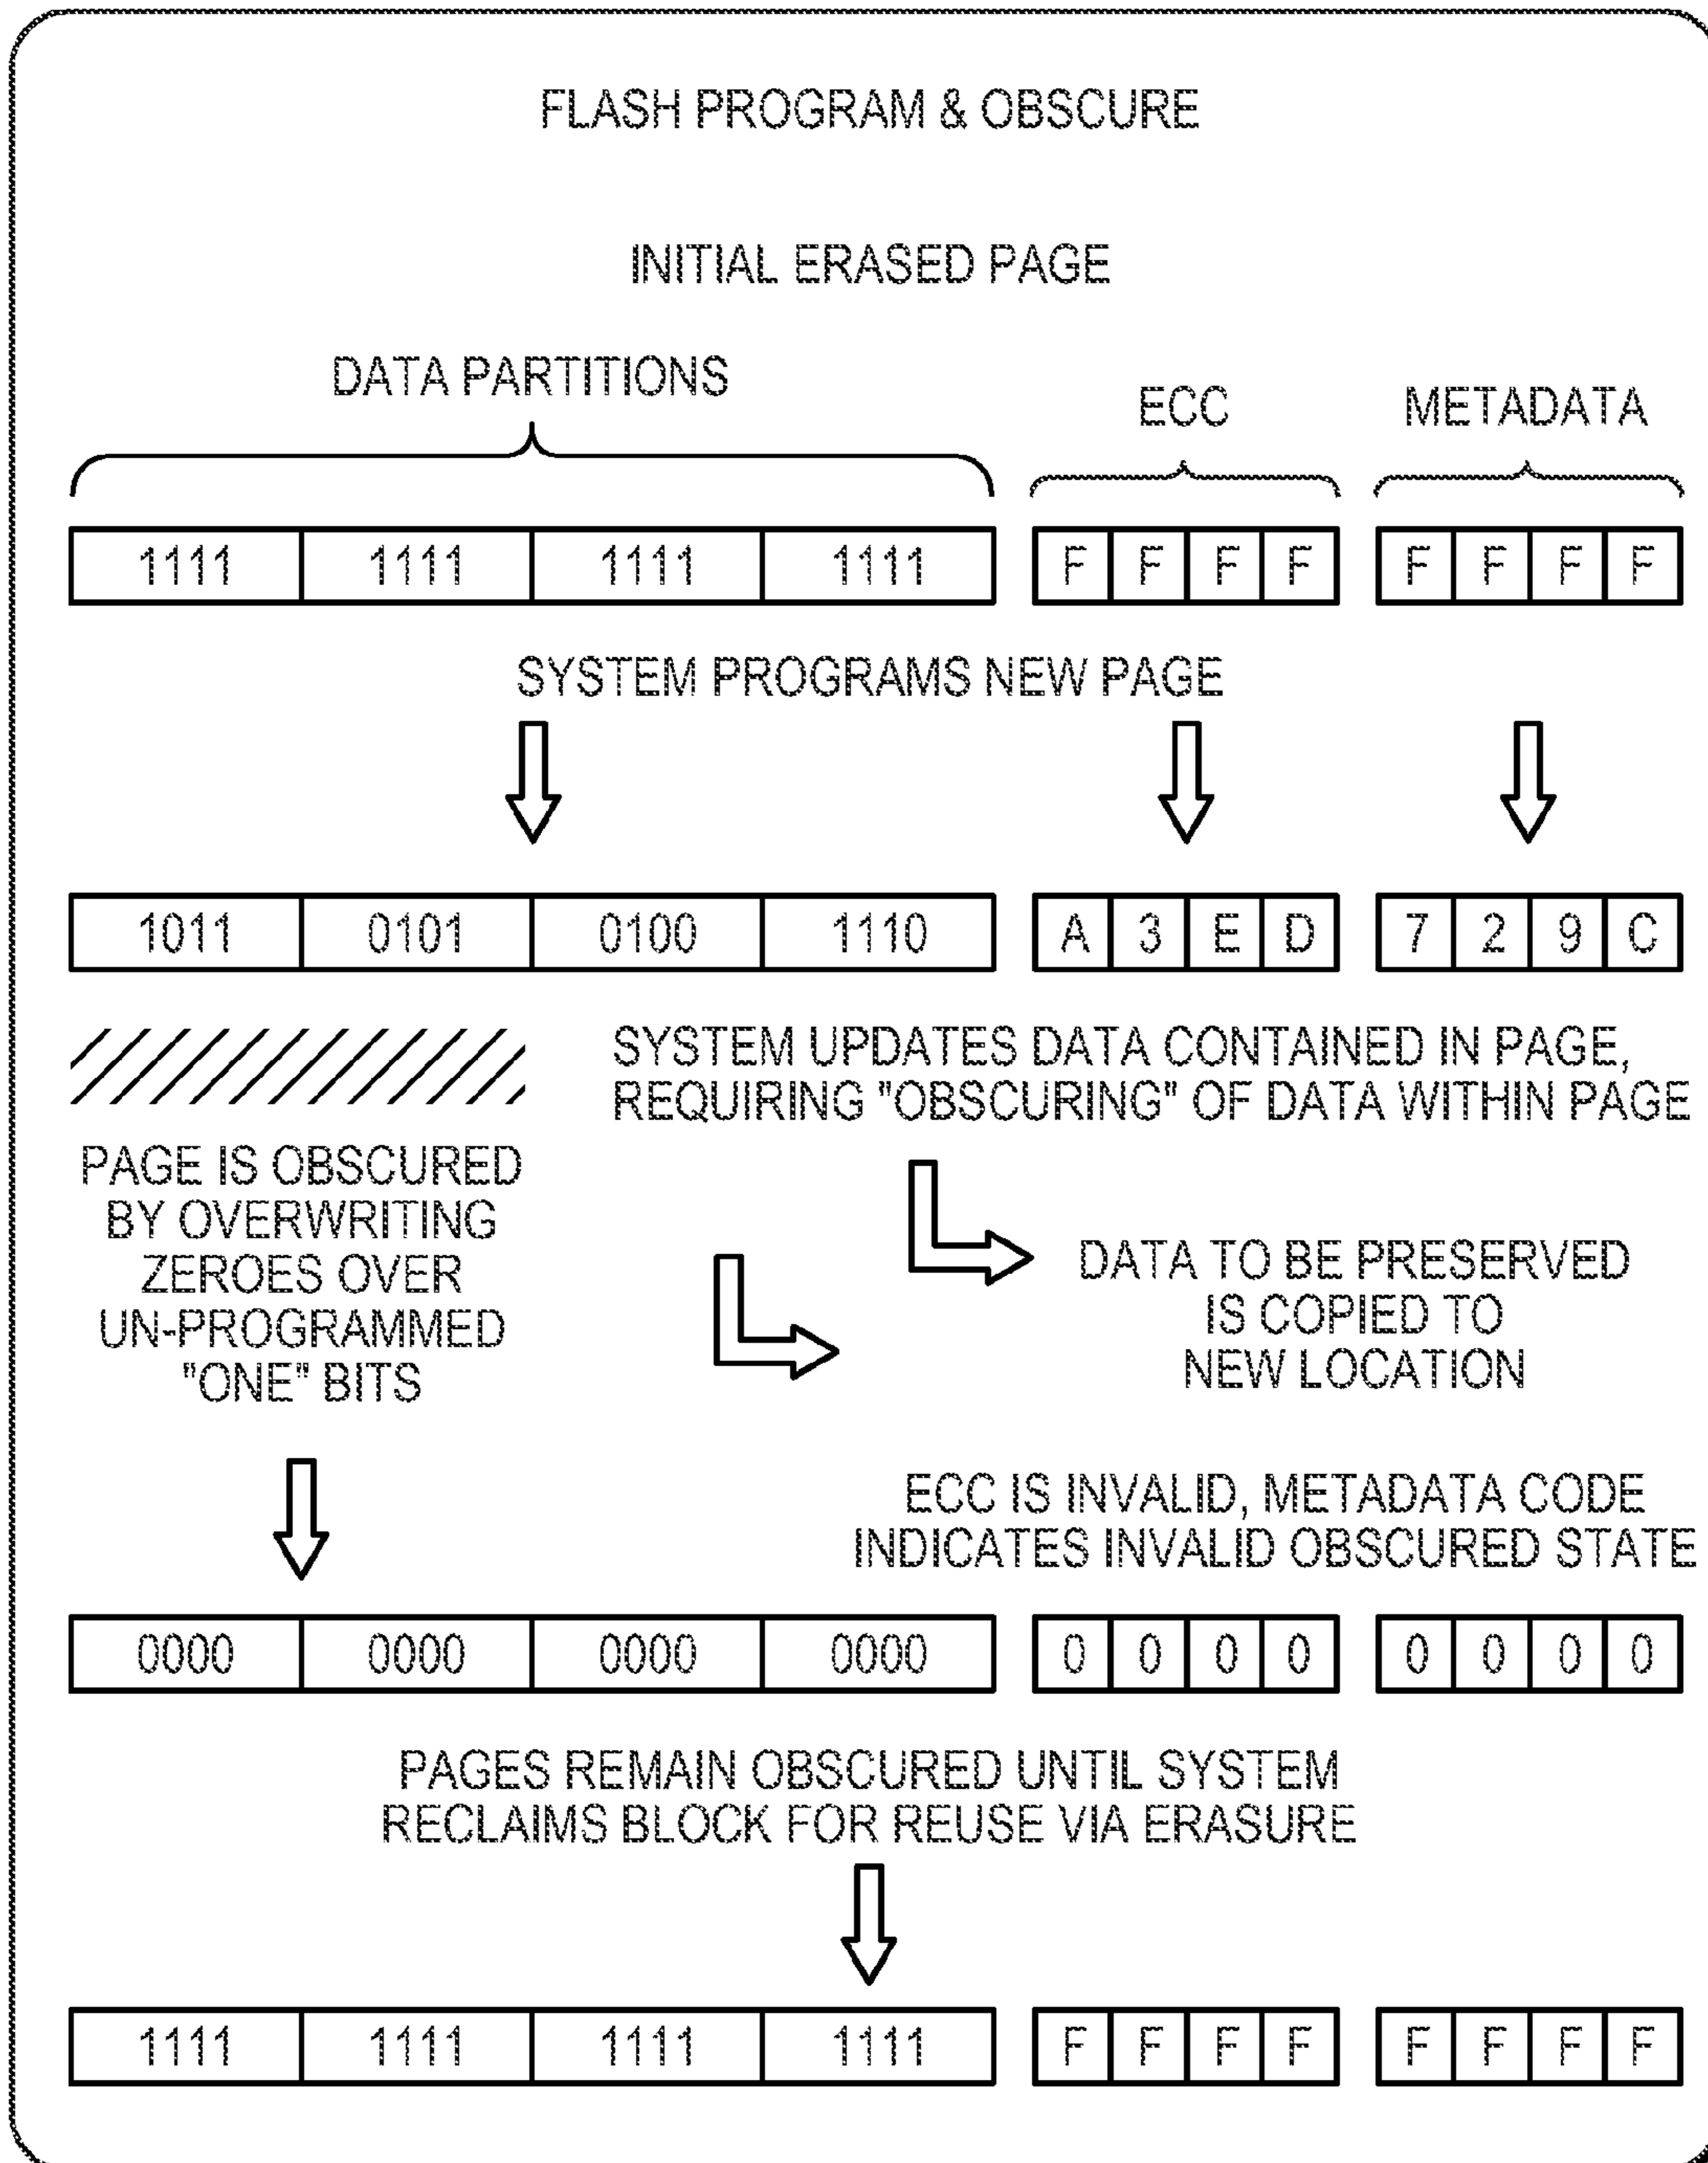 FLASH PROGRAM & OBSCURE
INITIAL ERASED PAGE
DATA PARTITIONS
ECC
METADATA
1111 1111 1111 1111 F F F F F F F F
SYSTEM PROGRAMS NEW PAGE
1011 0101 0100 1110 A 3 E D 7 2 9 C
SYSTEM UPDATES DATA CONTAINED IN PAGE,
REQUIRING "OBSCURING" OF DATA WITHIN PAGE
PAGE IS OBSCURED
BY OVERWRITING
ZEROES OVER
UN-PROGRAMMED
"ONE" BITS
DATA TO BE PRESERVED
IS COPIED TO
NEW LOCATION
ECC IS INVALID, METADATA CODE
INDICATES INVALID OBSCURED STATE
0000 0000 0000 0000 0 0 0 0 0 0 0 0
PAGES REMAIN OBSCURED UNTIL SYSTEM
RECLAIMS BLOCK FOR REUSE VIA ERASURE
1111 1111 1111 1111 F F F F F F F F